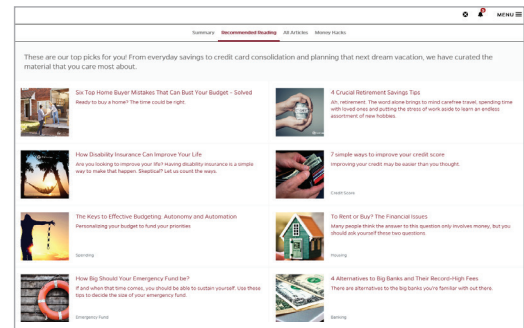 MENU
Summary Recommended Reading All Articles Money Hacks
These are our top picks for you! From everyday savings to credit card consolidation and planning that next dream vacation, we have curated the
material that you care most about.
Six Top Home Buyer Mistakes That Can Bust Your Budget - Solved
Ready to buy a home? The time could be right.
4 Crucial Retirement Savings Tips
Ah, retirement. The word alone brings to mind carefree travel, spending time
with loved ones and putting the stress of work aside to learn an endless
assortment of new hobbies.
How Disability Insurance Can Improve Your Life
Are you looking to improve your life? Having disability insurance is a simple
way to make that happen. Skeptical? Let us count the ways.
7 simple ways to improve your credit score
Improving your credit may be easier than you thought.
Credit Score
The Keys to Effective Budgeting: Autonomy and Automation
Personalizing your budget to fund your priorities
Spending
To Rent or Buy? The Financial Issues
Many people think the answer to this question only involves money, but you
should ask yourself these two questions
Housing
How Big Should Your Emergency Fund be?
If and when that time comes, you should be able to sustain yourself. Use these
tips to decide the size of your emergency fund.
Emergency Fund
4 Alternatives to Big Banks and Their Record-High Fees
There are alternatives to the big banks you're familiar with out there.
Banking